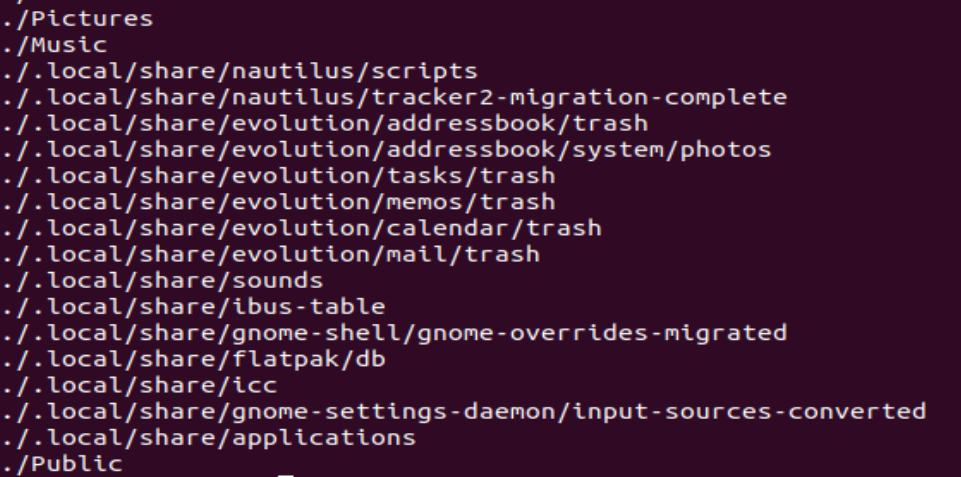 ./Pictures
./Music
./.local/share/nautilus/scripts
./.local/share/nautilus/tracker2-migration-complete
./.local/share/evolution/addressbook/trash
./.local/share/evolution/addressbook/system/photos
./.local/share/evolution/tasks/trash
./.local/share/evolution/memos/trash
./.local/share/evolution/calendar/trash
./.local/share/evolution/mail/trash
./.local/share/sounds
./.local/share/ibus-table
./.local/share/gnome-shell/gnome-overrides-migrated
./.local/share/flatpak/db
./.local/share/icc
./.local/share/gnome-settings-daemon/input-sources-converted
./.local/share/applications
./Public